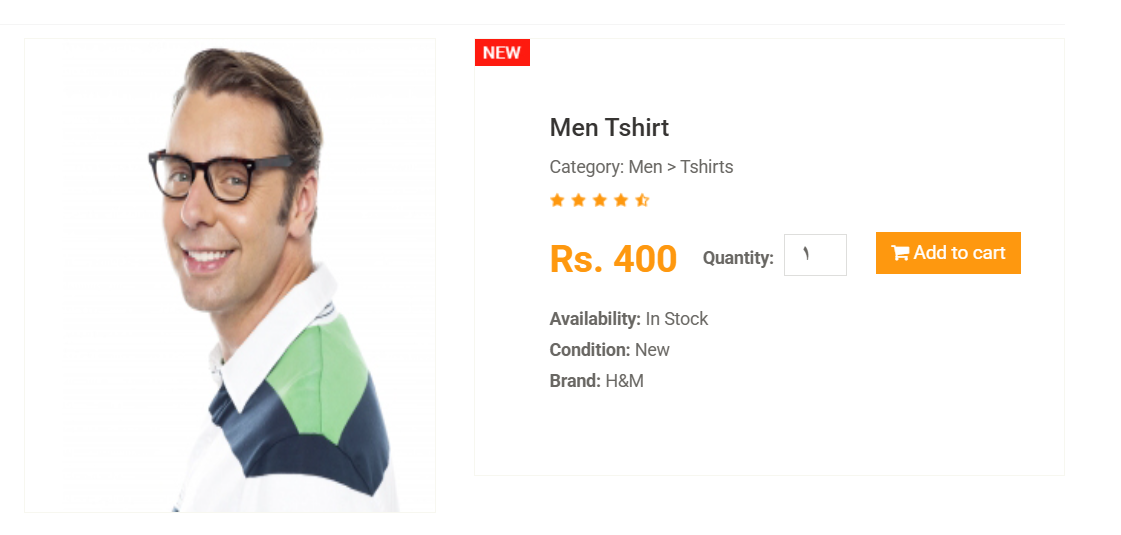 NEW
Men Tshirt
Category: Men > Tshirts
Rs. 400 Quantity: ١ Add to cart
Availability: In Stock
Condition: New
Brand: H&M